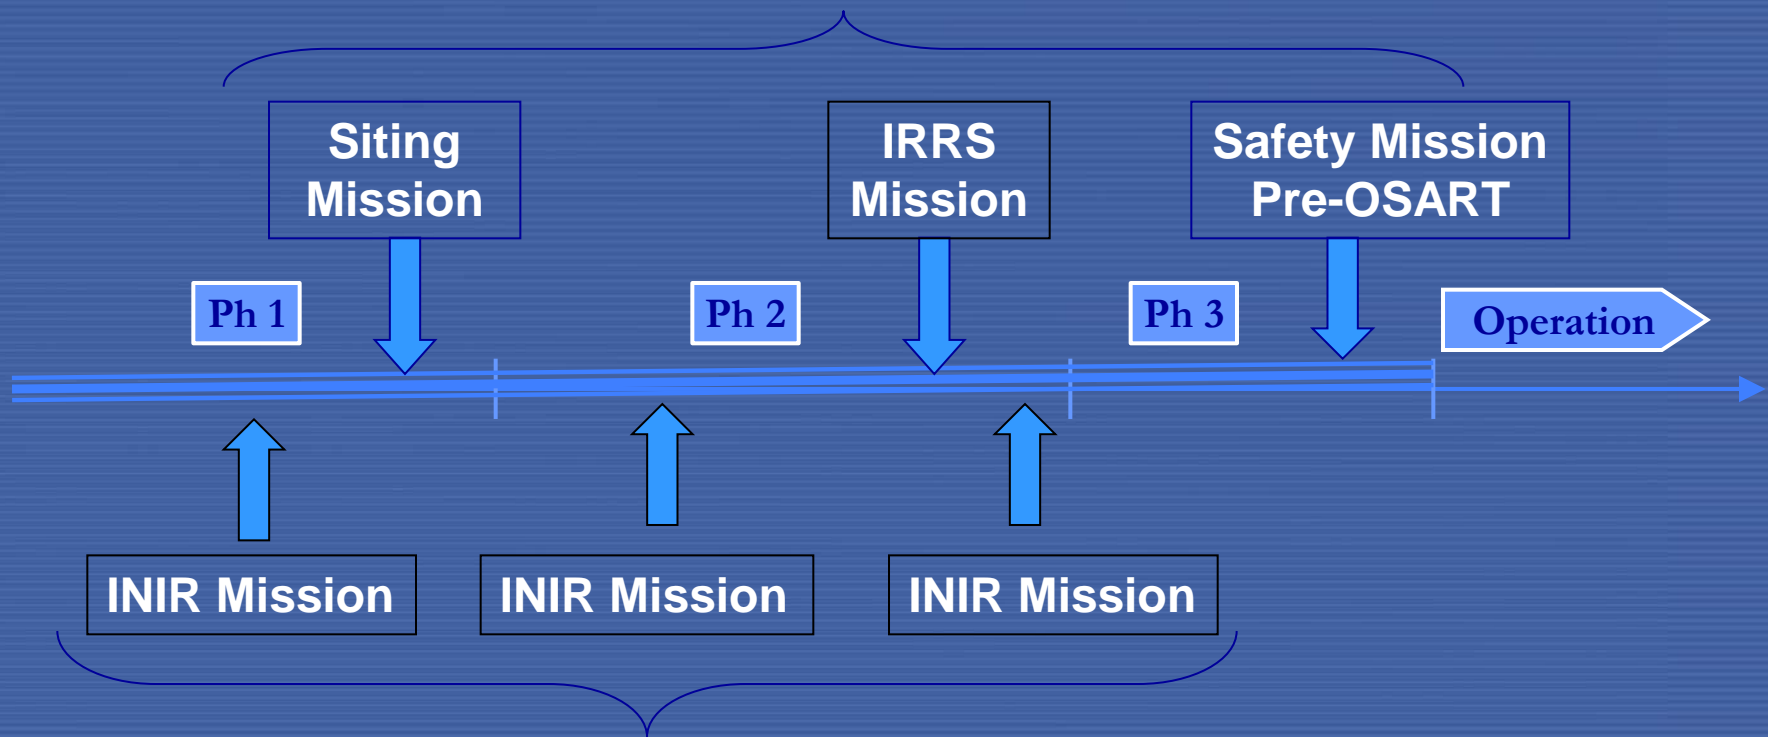 Siting
Mission
IRRS
Mission
Safety Mission
Pre-OSART
Ph 1
Ph 2
Ph 3
Operation
INIR Mission
INIR Mission
INIR Mission